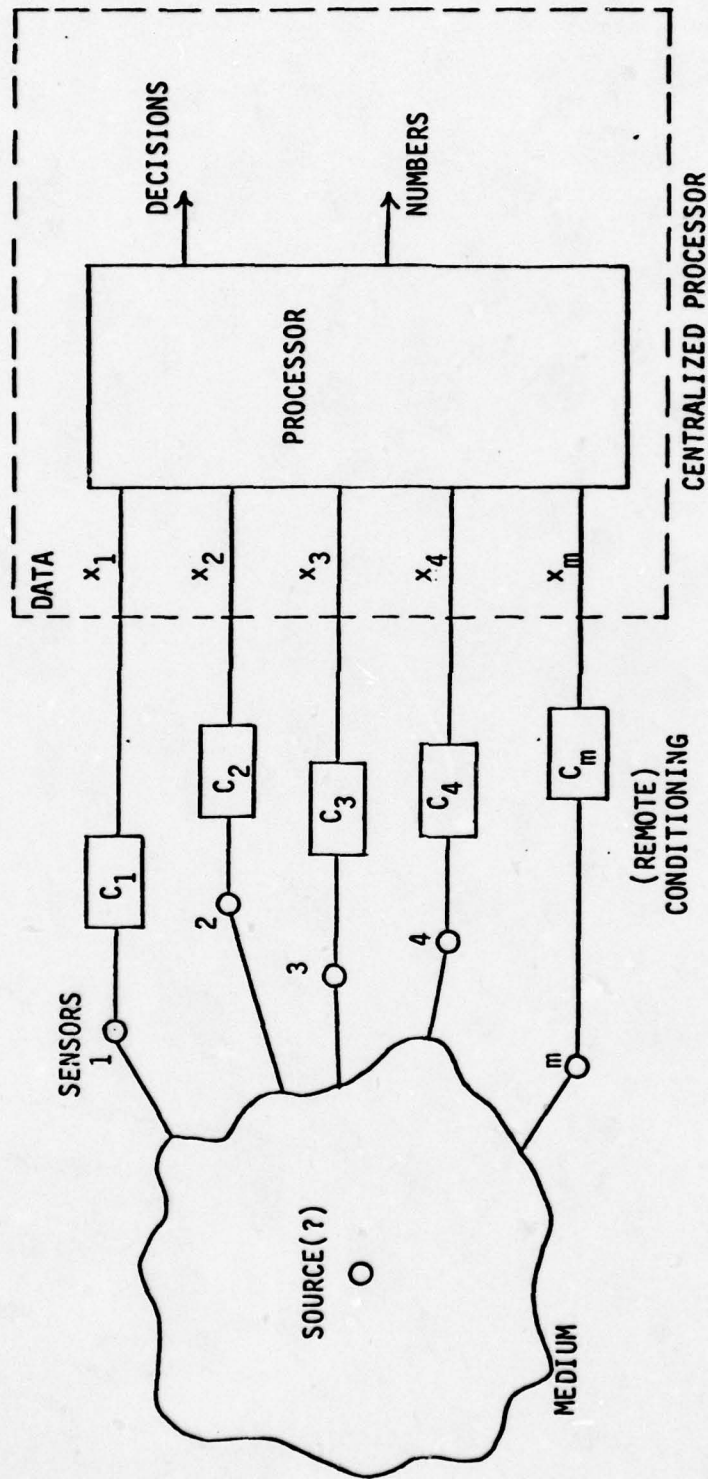 SENSORS
1
2
3
4
m
C1
C2
C3
C4
Cm
(REMOTE)
CONDITIONING
SOURCE(?)
MEDIUM
DATA
x1
x2
x3
x4
xm
PROCESSOR
DECISIONS
NUMBERS
CENTRALIZED PROCESSOR